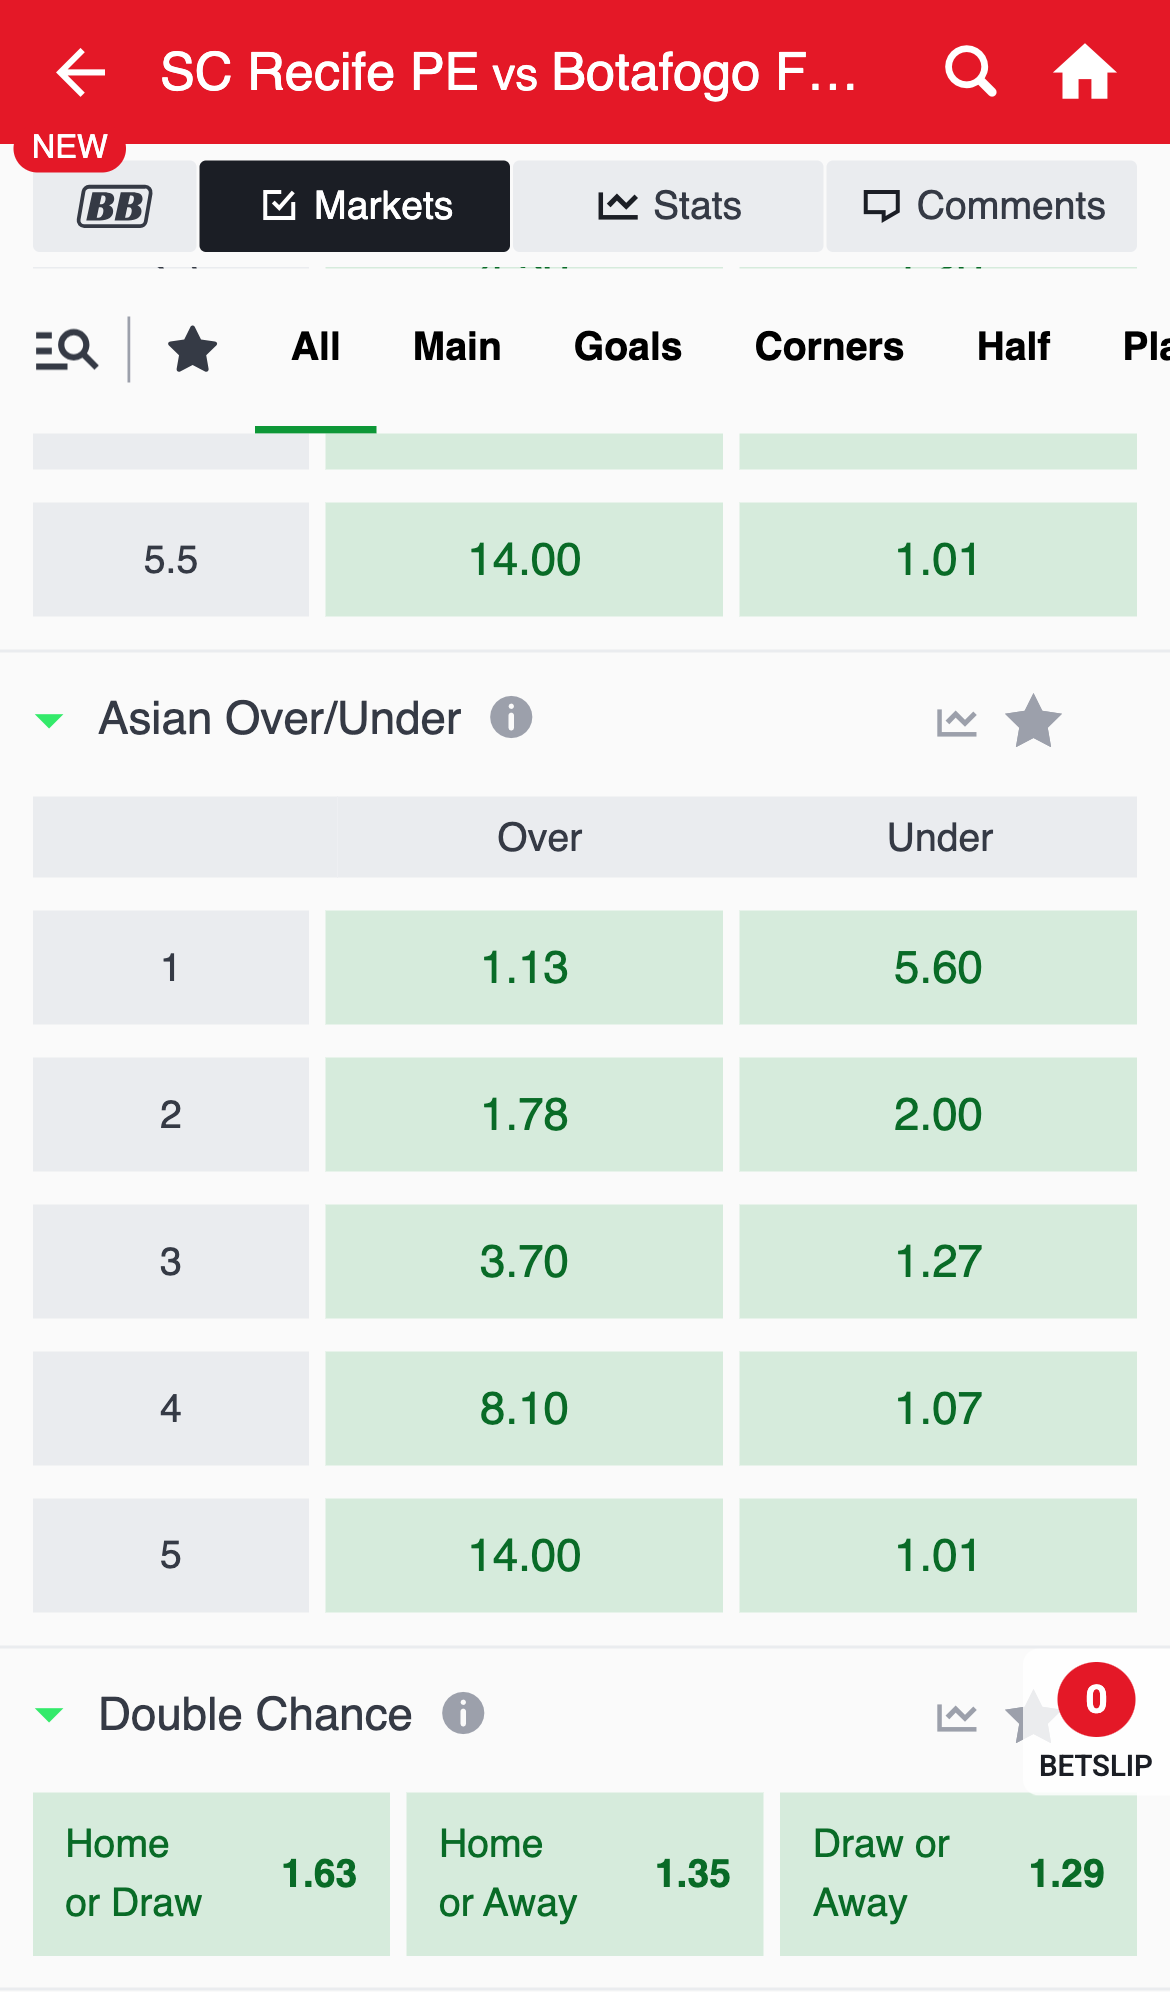 SC Recife PE vs Botafogo F...
NEW
BB
Markets
Stats
Comments
All
Main
Goals
Corners
Half
5.5
14.00
1.01
Asian Over/Under
Over
Under
1
1.13
5.60
2
1.78
2.00
3
3.70
1.27
4
8.10
1.07
5
14.00
1.01
0
BETSLIP
Double Chance
Home
or Draw
1.63
Home
or Away
1.35
Draw or
Away
1.29